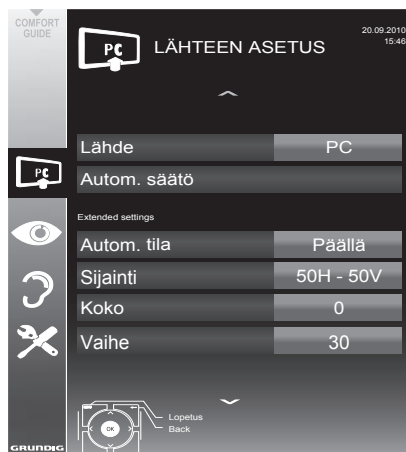 COMFORT
GUIDE
PC
LÄHTEEN ASETUS
20.09.2010
15:46
PC
Lähde PC
Autom. säätö
Extended settings
Autom. tila Päällä
Sijainti 50H - 50V
Koko 0
Vaihe 30
Lopetus
Back
OK
GRUNDIG